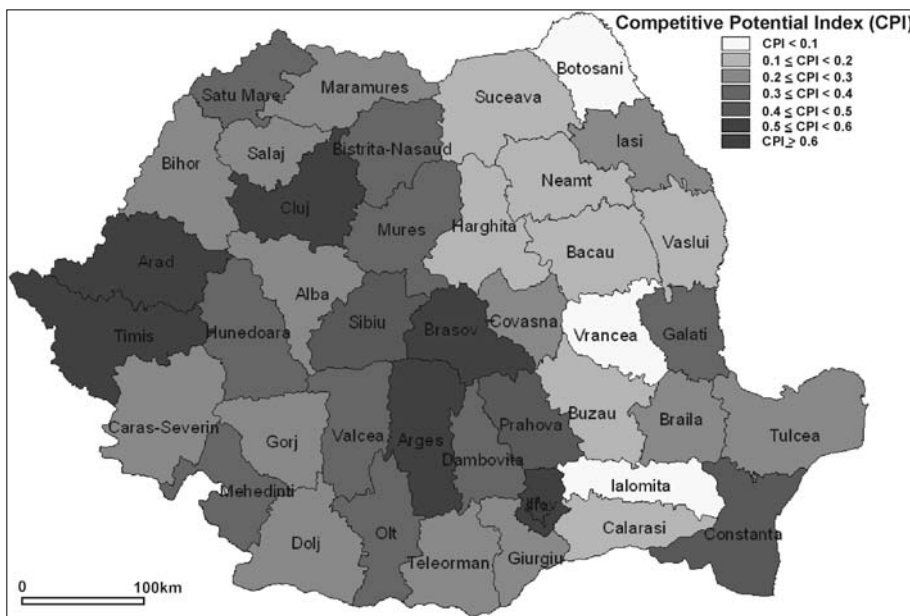 Competitive Potential Index (CPI)
CPI < 0.1
0.1 ≤ CPI < 0.2
0.2 ≤ CPI < 0.3
0.3 ≤ CPI < 0.4
0.4 ≤ CPI < 0.5
0.5 ≤ CPI < 0.6
CPI ≥ 0.6
Botosani
Satu Mare
Maramures
Suceava
Iasi
Salaj
Bistrita-Nasaud
Bihor
Neamt
Cluj
Mures
Harghita
Bacau
Vaslui
Arad
Alba
Timis
Hunedoara
Sibiu
Brasov
Covasna
Vrancea
Galati
Caras-Severin
Gorj
Valcea
Arges
Prahova
Buzau
Braila
Tulcea
Dambovita
Mehedinti
Ilfov
Ialomita
Dolj
Olt
Teleorman
Giurgiu
Calarasi
Constanta
0 100km